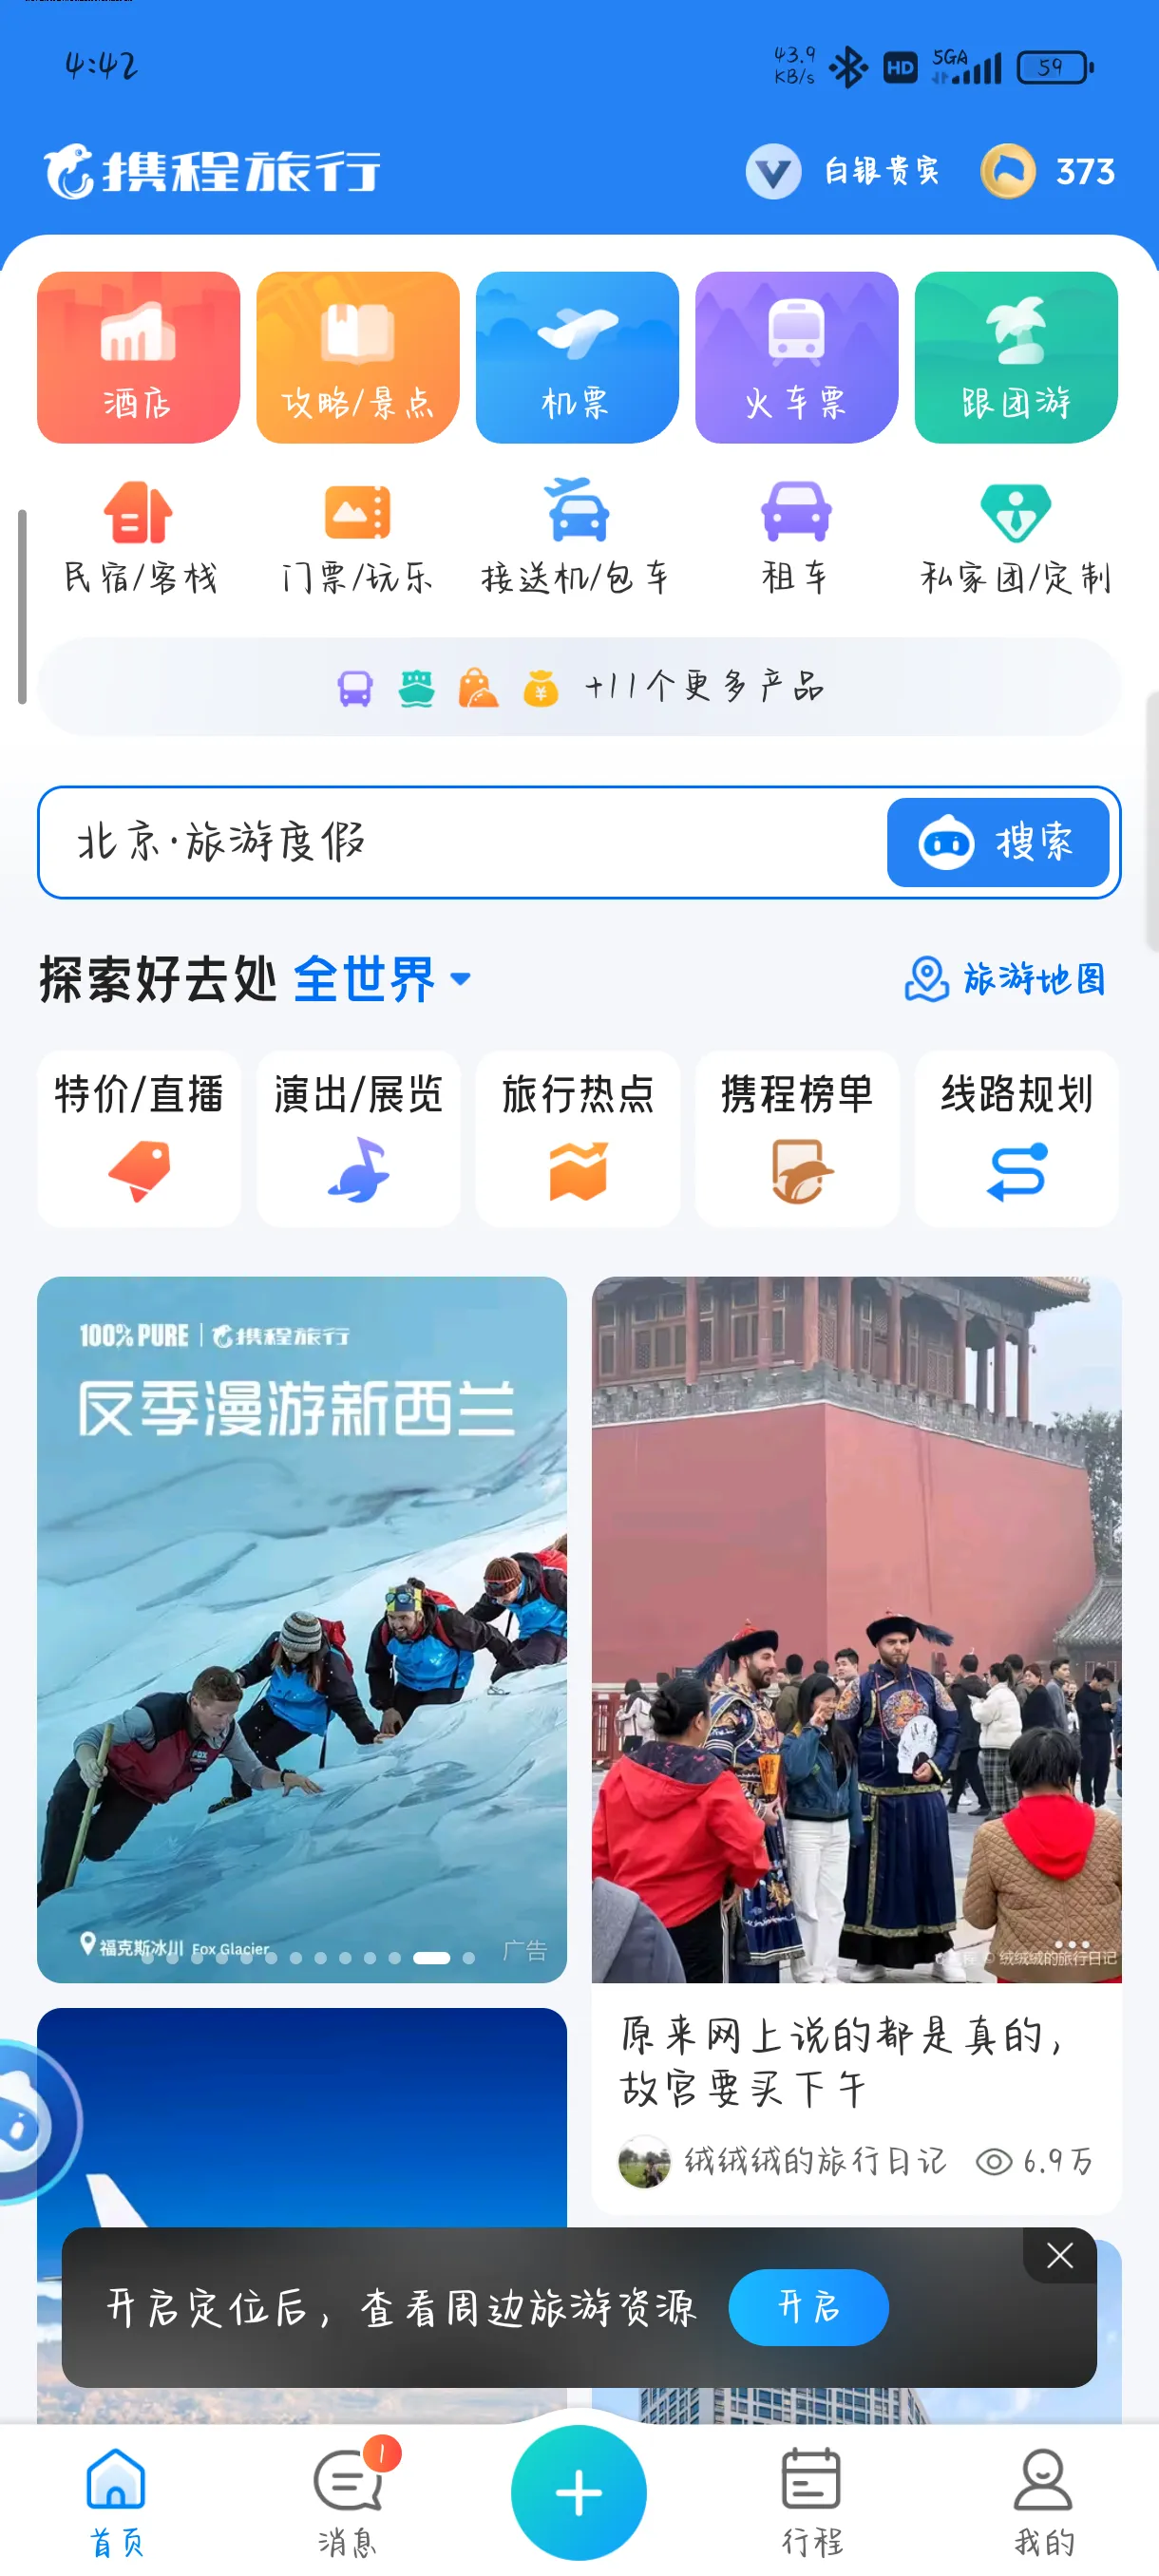 4:42
43.9 KB/s
HD
5GA
59
携程旅行
白银贵宾
373
酒店
攻略/景点
机票
火车票
跟团游
民宿/客栈
门票/玩乐
接送机/包车
租车
私家团/定制
+11个更多产品
北京·旅游度假
搜索
探索好去处 全世界
旅游地图
特价/直播
演出/展览
旅行热点
携程榜单
线路规划
100% PURE
携程旅行
反季漫游新西兰
FOX
福克斯冰川 Fox Glacier
广告
绒绒绒的旅行日记
原来网上说的都是真的，
故宫要买下午
绒绒绒的旅行日记
6.9万
开启定位后，查看周边旅游资源
开启
首页
消息
1
行程
我的